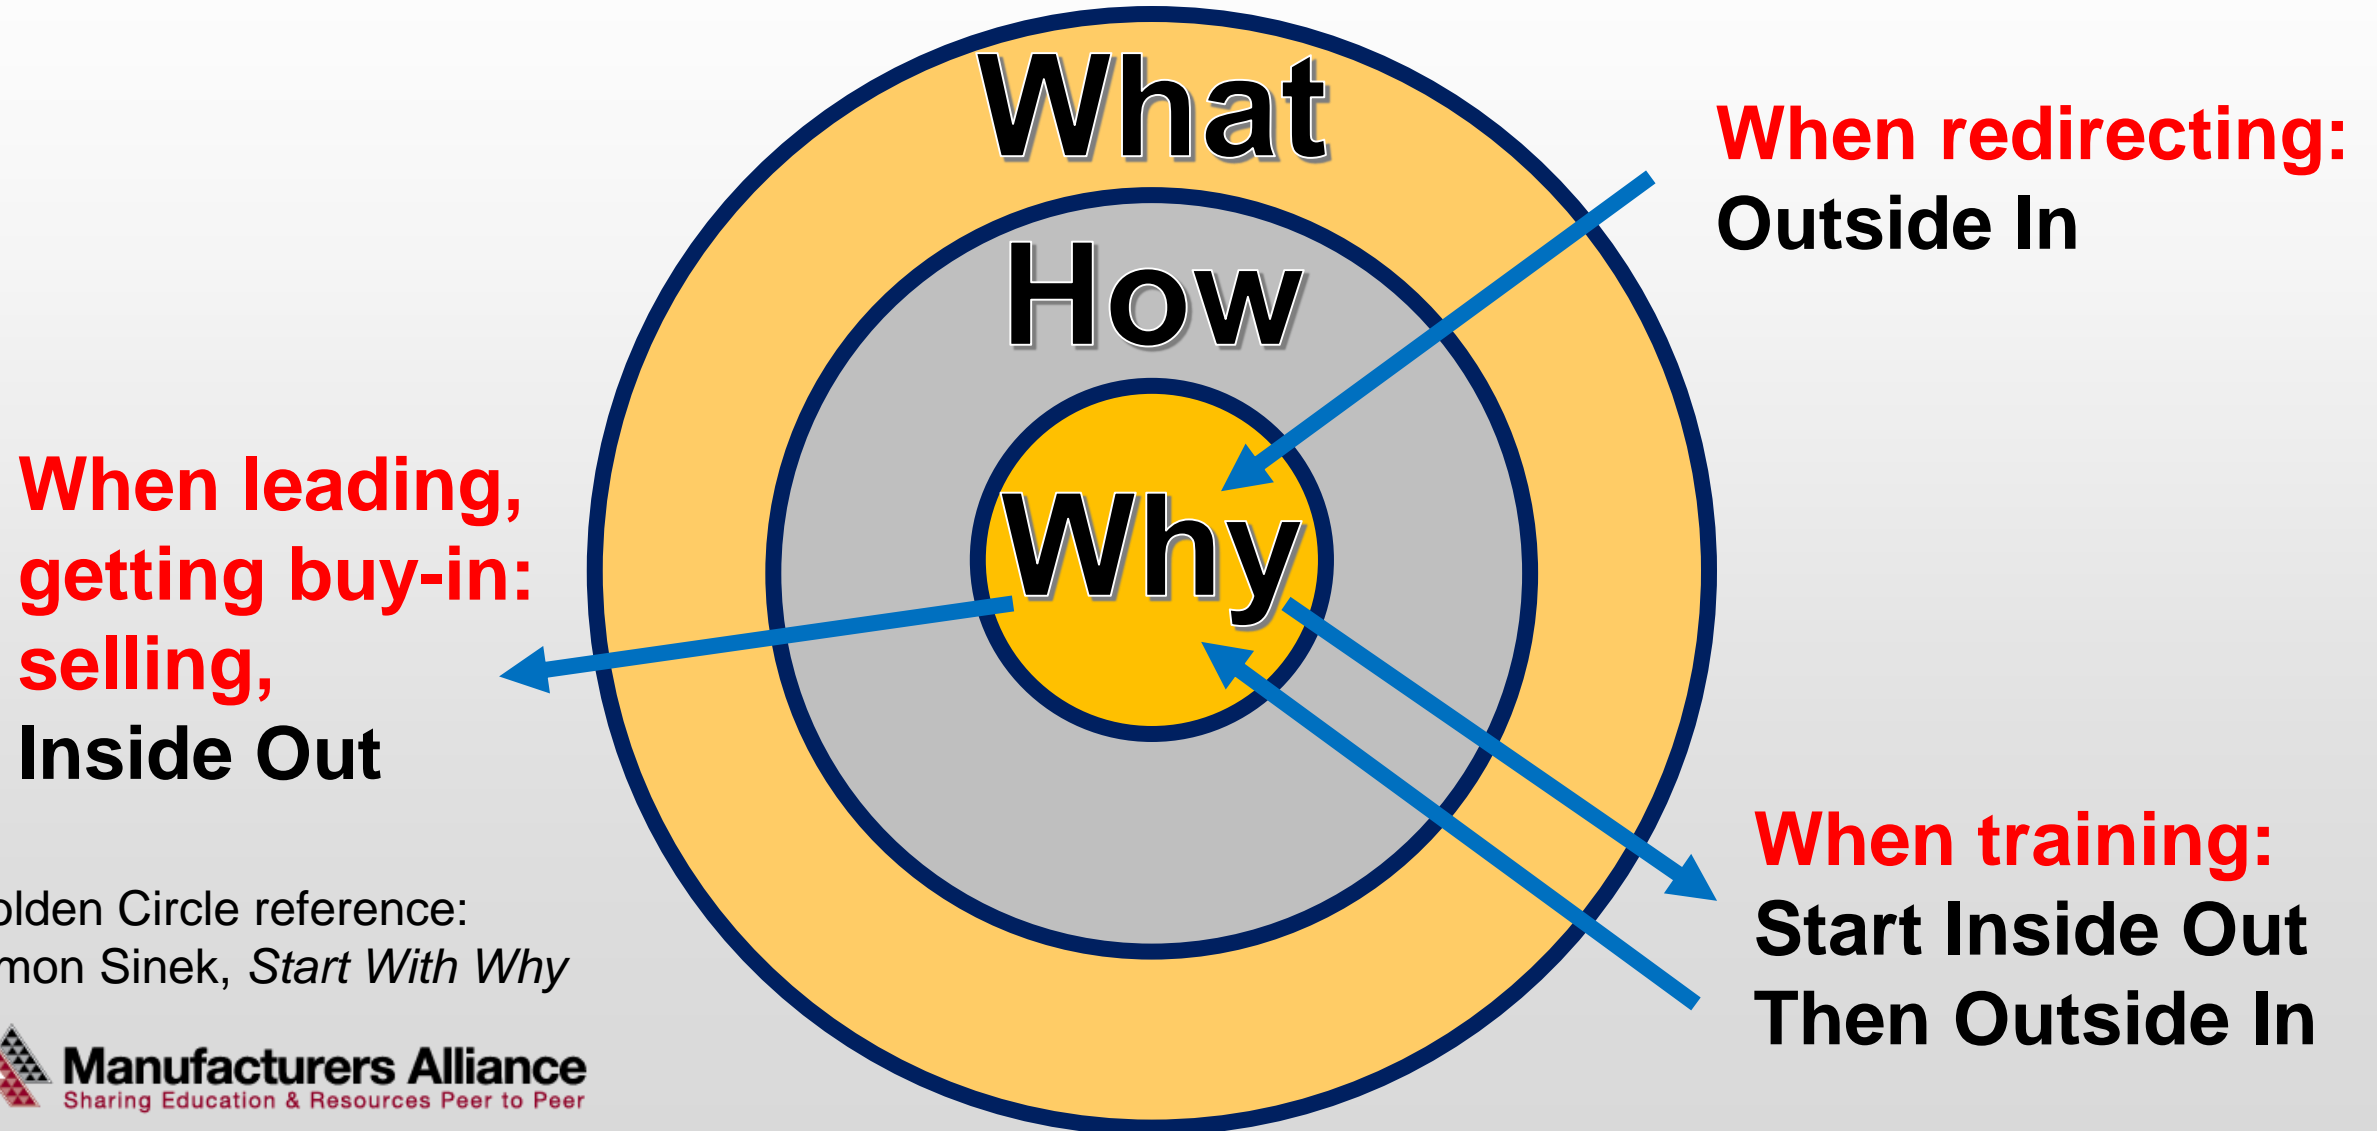 What
How
Why
When redirecting:
Outside In
When leading,
getting buy-in:
selling,
Inside Out
When training:
Start Inside Out
Then Outside In
olden Circle reference:
mon Sinek, Start With Why
Manufacturers Alliance
Sharing Education & Resources Peer to Peer